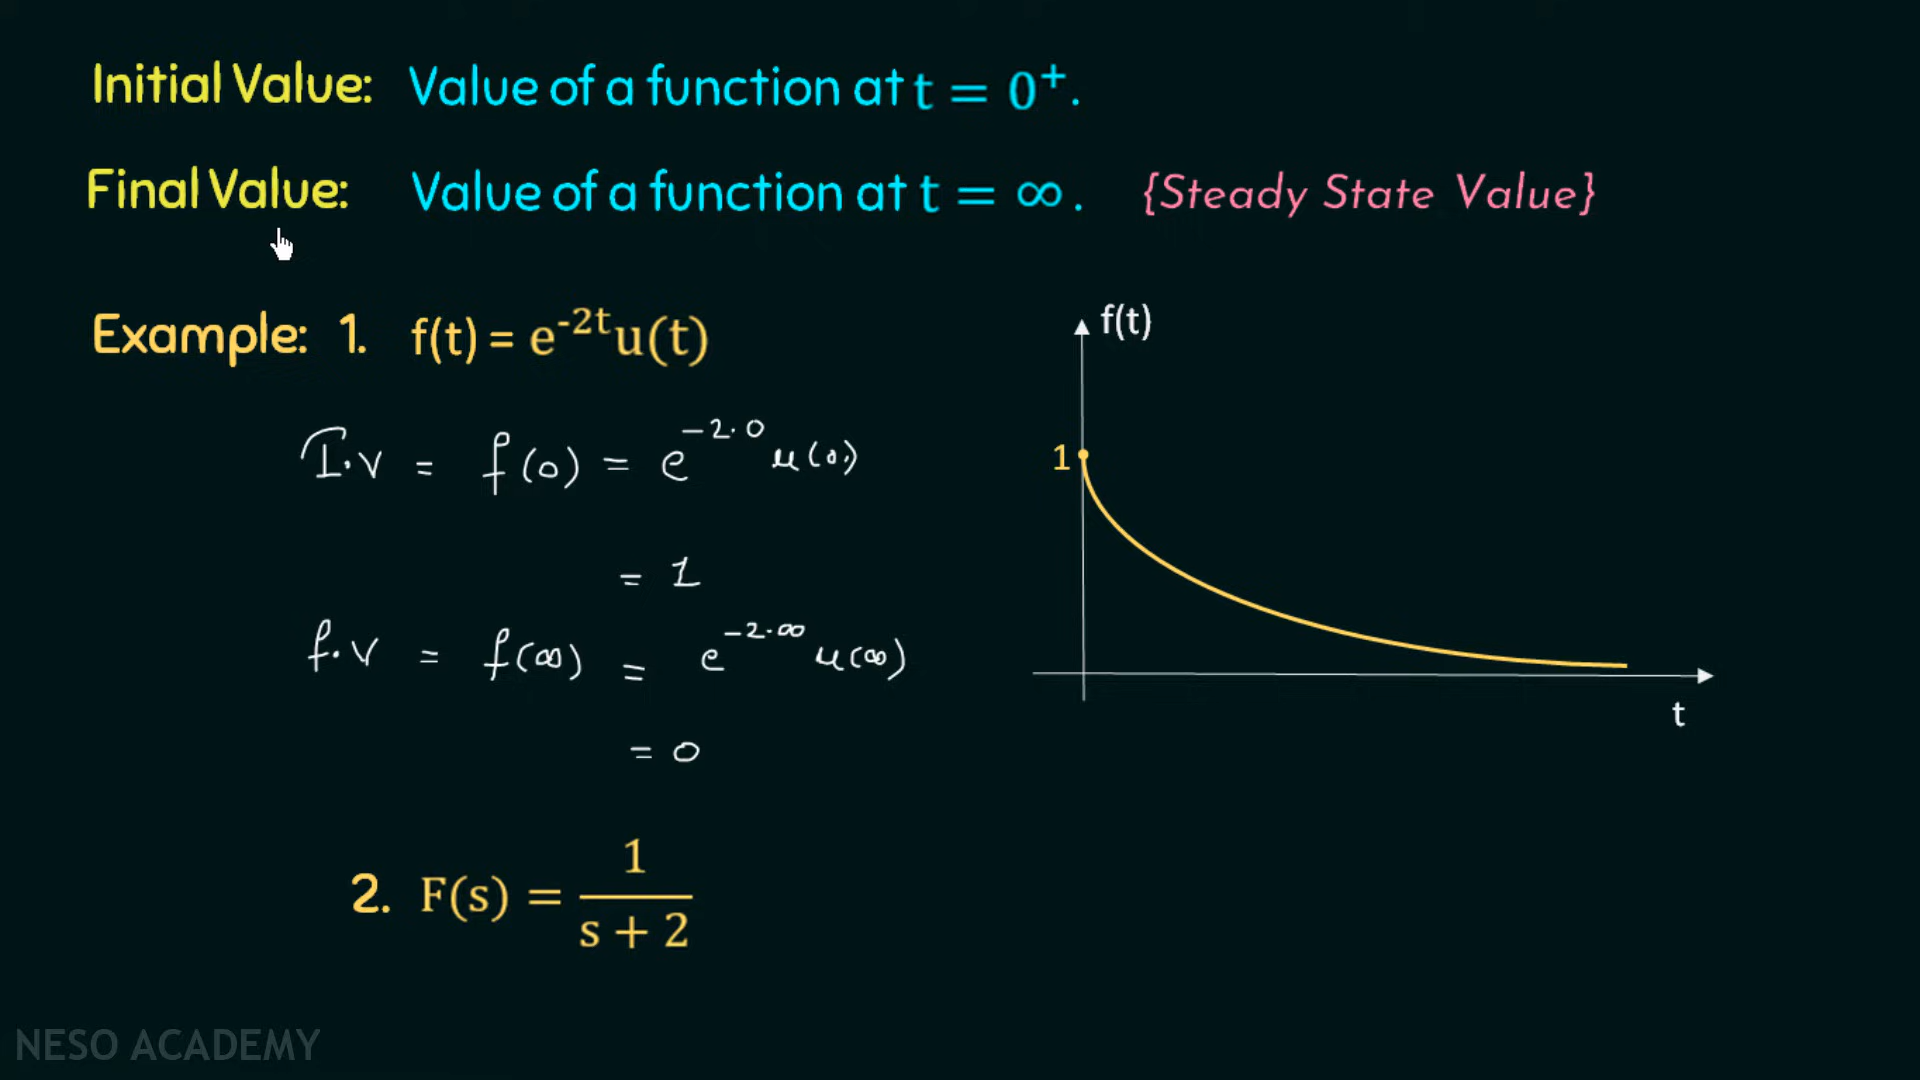 Initial Value: Value of a function at t = 0⁺.
Final Value: Value of a function at t = ∞. {Steady State Value}
Example: 1. f(t) = e⁻²ᵗu(t)
I.V = f(0) = e^{-2·0} u(0)
= 1
f.V = f(∞) = e^{-2·∞} u(∞)
= 0
2. F(s) = 1/(s + 2)
f(t)
1
t
NESO ACADEMY